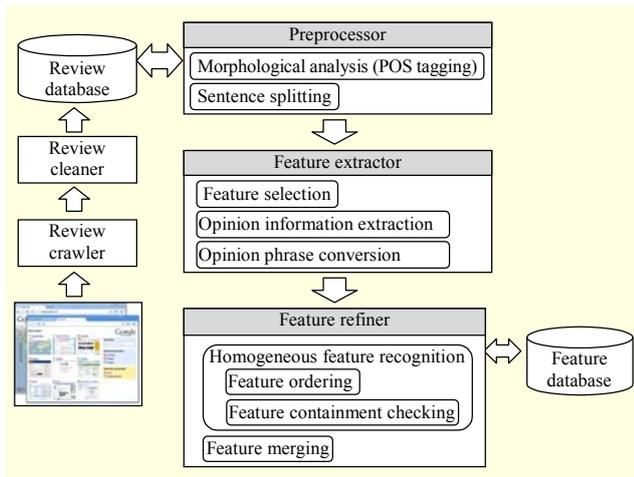 Preprocessor
Morphological analysis (POS tagging)
Sentence splitting
Review
database
Review
cleaner
Review
crawler
Feature extractor
Feature selection
Opinion information extraction
Opinion phrase conversion
Feature refiner
Homogeneous feature recognition
Feature ordering
Feature containment checking
Feature merging
Feature
database
Google